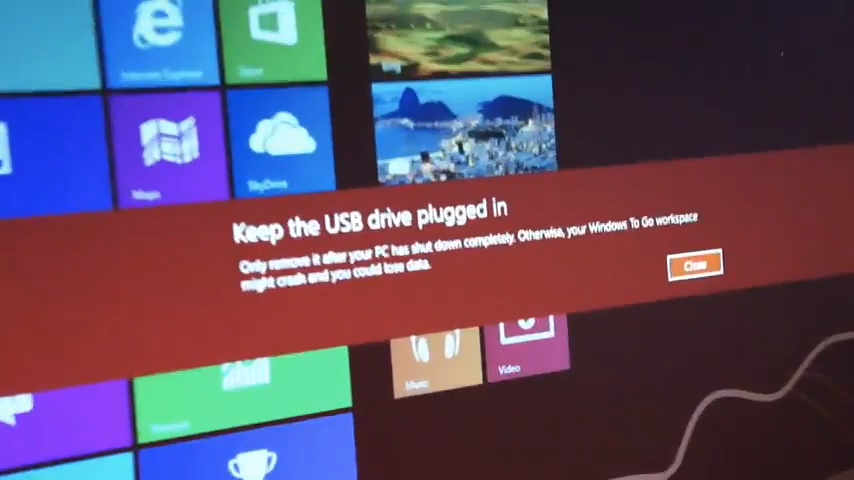 Internet Explorer
Store
Maps
SkyDrive
Keep the USB drive plugged in
Only remove it after your PC has shut down completely. Otherwise, your Windows To Go workspace
might crash and you could lose data.
Close
Music
Video